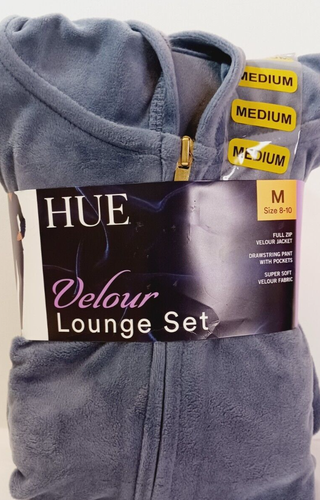 MEDIUM
MEDIUM
MEDIUM
HUE
M
Size 8-10
FULL ZIP
VELOUR JACKET
DRAWSTRING PANT
WITH POCKETS
SUPER SOFT
VELOUR FABRIC
Velour
Lounge Set